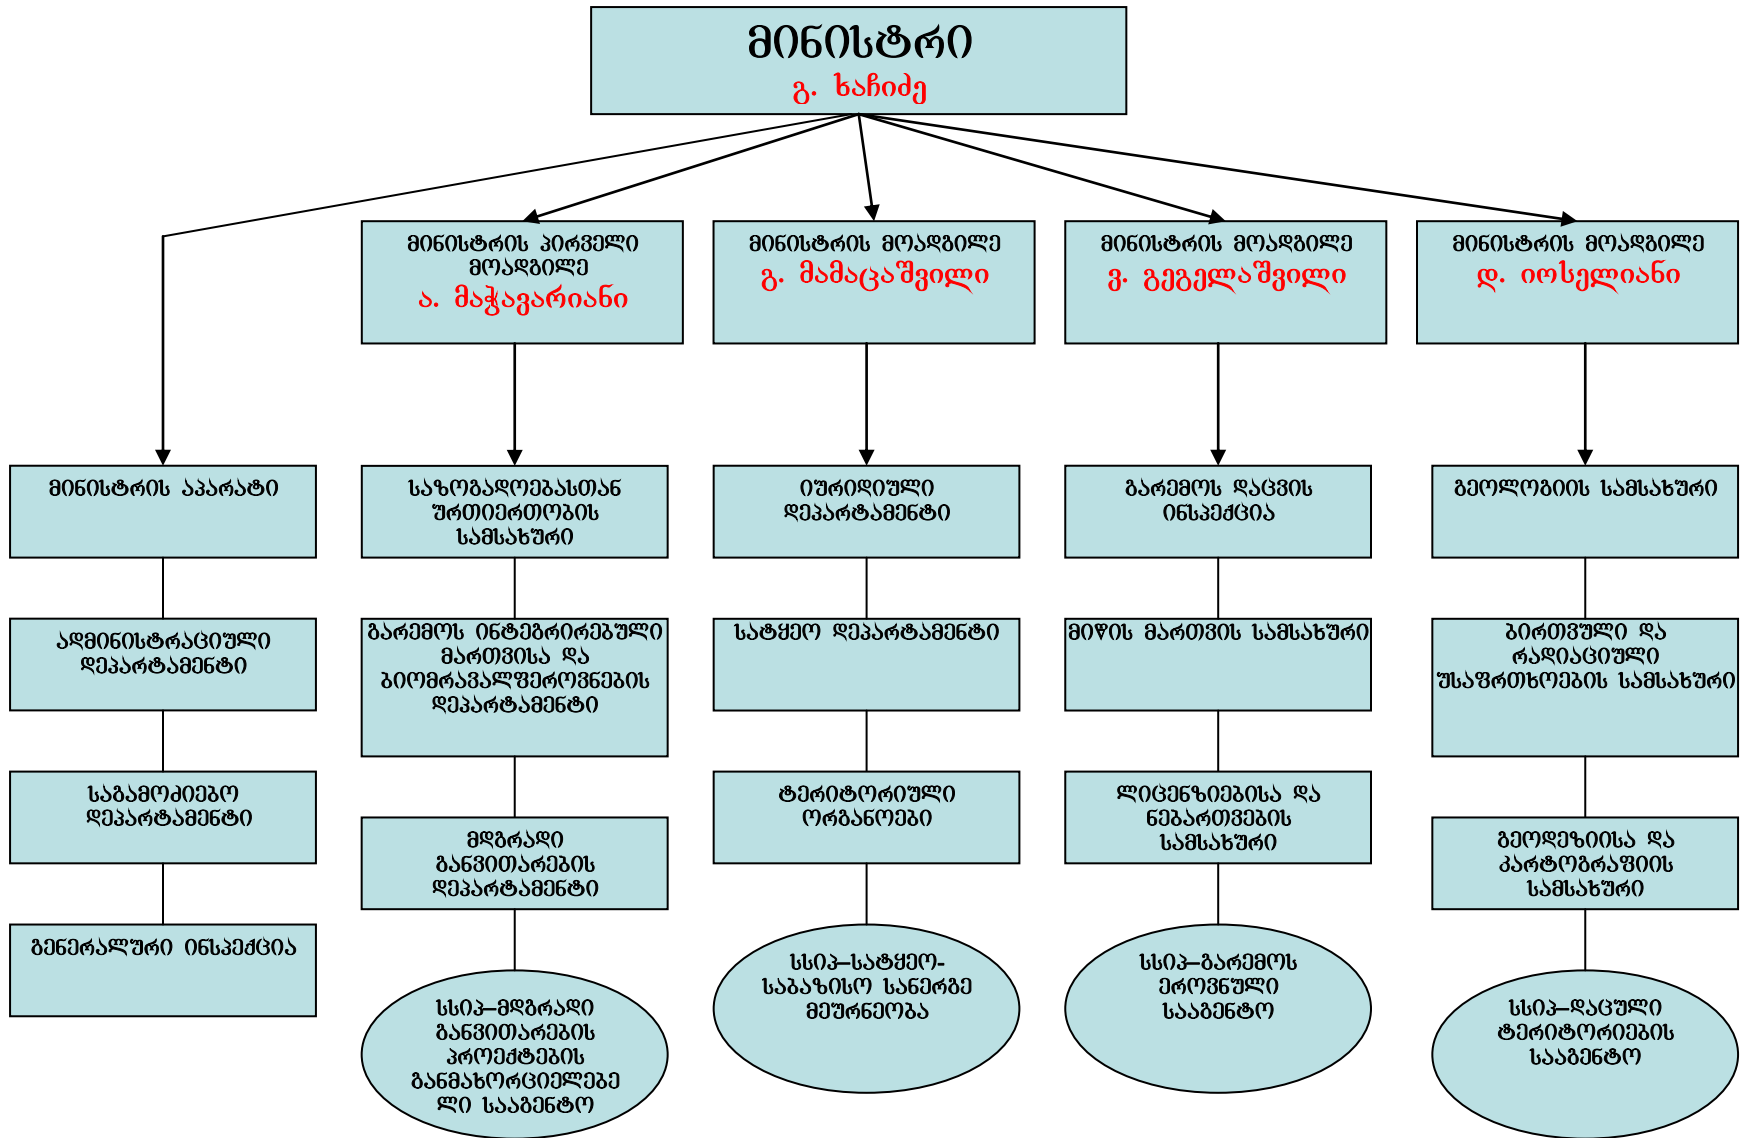 მინისტრი
გ. ხაჩიძე
მინისტრის პირველი
მოადგილე
ა. მაჭავარიანი
მინისტრის მოადგილე
გ. მამაცაშვილი
მინისტრის მოადგილე
ვ. გეგელაშვილი
მინისტრის მოადგილე
დ. იოსელიანი
მინისტრის აპარატი
საზოგადოებასთან
ურთიერთობის
სამსახური
იურიდიული
დეპარტამენტი
გარემოს დაცვის
ინსპექცია
გეოლოგიის სამსახური
ადმინისტრაციული
დეპარტამენტი
გარემოს ინტეგრირებული
მართვისა და
ბიომრავალფეროვნების
დეპარტამენტი
სატყეო დეპარტამენტი
მიწის მართვის სამსახური
ბირთვული და
რადიაციული
უსაფრთხოების სამსახური
საგამოძიებო
დეპარტამენტი
მდგრადი
განვითარების
დეპარტამენტი
ტერიტორიული
ორგანოები
ლიცენზიებისა და
ნებართვების
სამსახური
გეოდეზიისა და
კარტოგრაფიის
სამსახური
გენერალური ინსპექცია
სსიპ–მდგრადი
განვითარების
პროექტების
განმახორციელებე
ლი სააგენტო
სსიპ–სატყეო-
საბაზისო სანერგე
მეურნეობა
სსიპ–გარემოს
ეროვნული
სააგენტო
სსიპ–დაცული
ტერიტორიების
სააგენტო